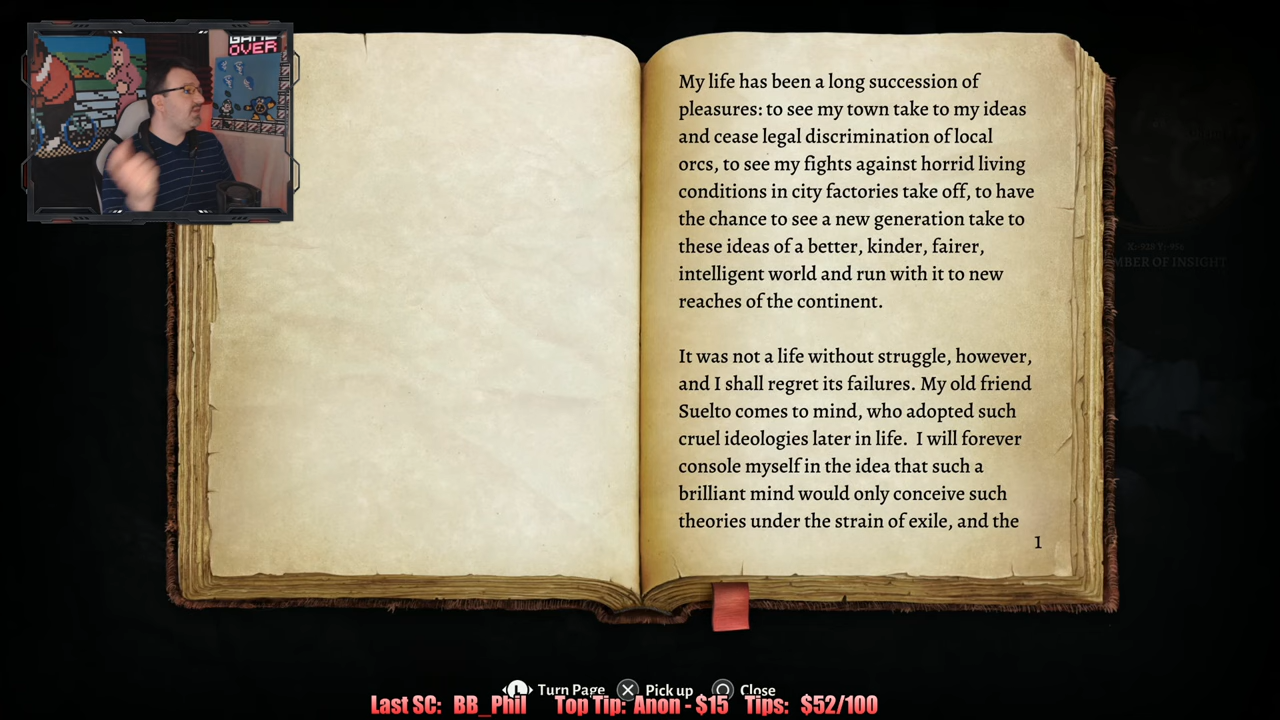 GAME
OVER
My life has been a long succession of
pleasures: to see my town take to my ideas
and cease legal discrimination of local
orcs, to see my fights against horrid living
conditions in city factories take off, to have
the chance to see a new generation take to
these ideas of a better, kinder, fairer,
intelligent world and run with it to new
reaches of the continent.
It was not a life without struggle, however,
and I shall regret its failures. My old friend
Suelto comes to mind, who adopted such
cruel ideologies later in life.  I will forever
console myself in the idea that such a
brilliant mind would only conceive such
theories under the strain of exile, and the
1
MBER OF INSIGHT
L Turn Page Pick up Close
Last SC: BB_Phil Top Tip: Anon - $15 Tips: $52/100